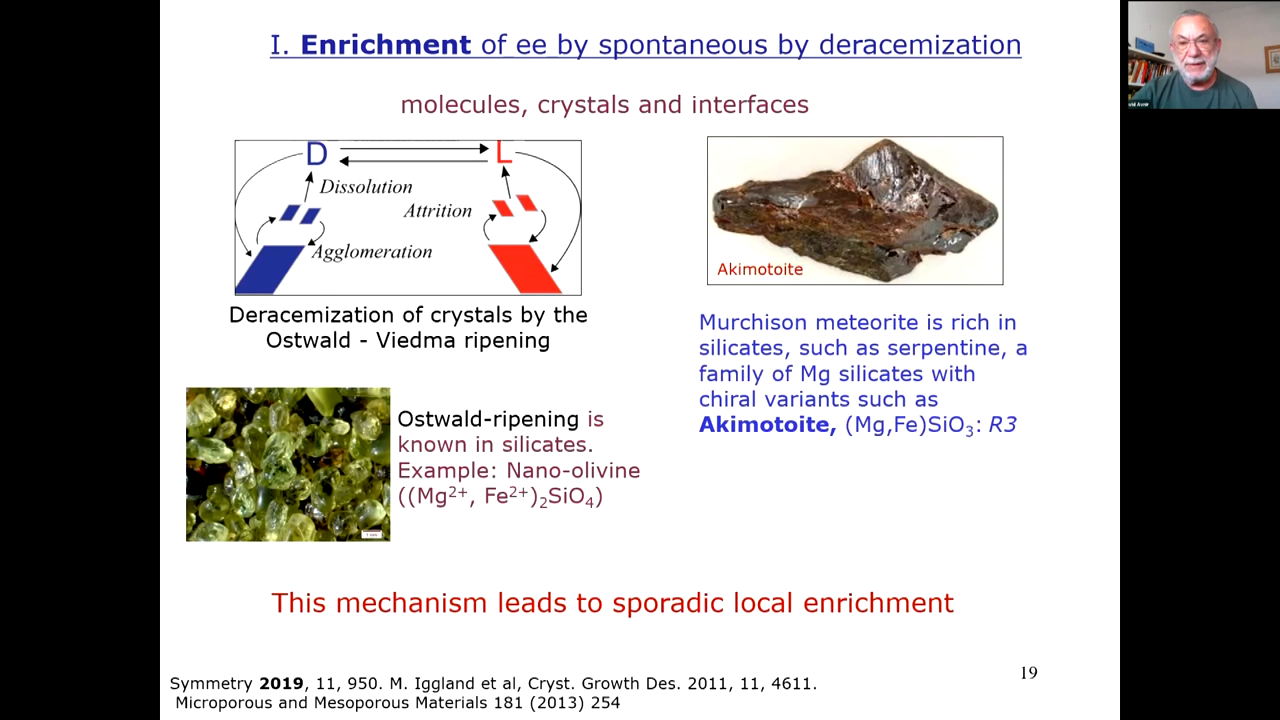 I. Enrichment of ee by spontaneous by deracemization
molecules, crystals and interfaces
D
L
Dissolution
Attrition
Agglomeration
Deracemization of crystals by the
Ostwald - Viedma ripening
Akimotoite
Murchison meteorite is rich in
silicates, such as serpentine, a
family of Mg silicates with
chiral variants such as
Akimotoite, (Mg,Fe)SiO₃: R3
Ostwald-ripening is
known in silicates.
Example: Nano-olivine
((Mg²⁺, Fe²⁺)₂SiO₄)
This mechanism leads to sporadic local enrichment
19
Symmetry 2019, 11, 950. M. Iggland et al, Cryst. Growth Des. 2011, 11, 4611.
Microporous and Mesoporous Materials 181 (2013) 254